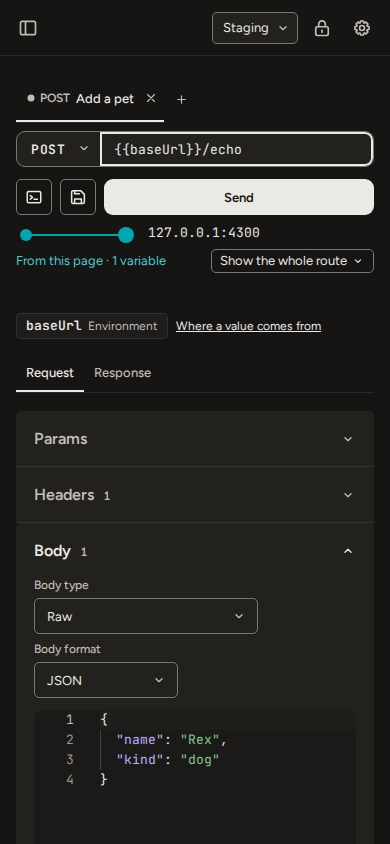 Staging
POST Add a pet
POST {{baseUrl}}/echo
Send
127.0.0.1:4300
From this page · 1 variable
Show the whole route
baseUrl Environment Where a value comes from
Request Response
Params
Headers 1
Body 1
Body type
Raw
Body format
JSON
1 {
2 "name": "Rex",
3 "kind": "dog"
4 }